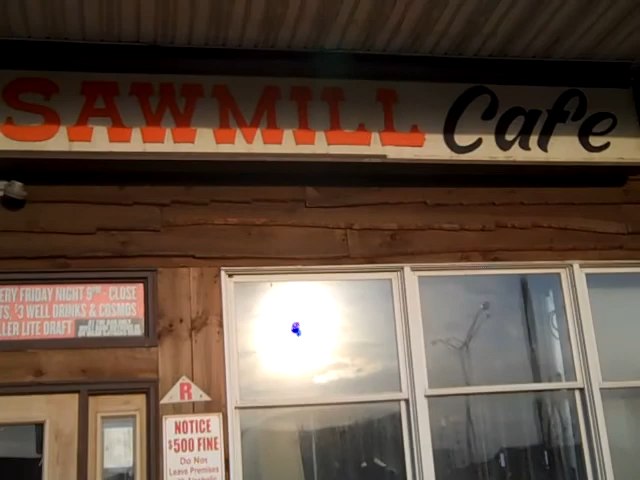 SAWMILL Cafe
ERY FRIDAY NIGHT 9PM - CLOSE
TS, $3 WELL DRINKS & COSMOS
LLER LITE DRAFT
R
NOTICE
$500 FINE
Do Not
Leave Premises